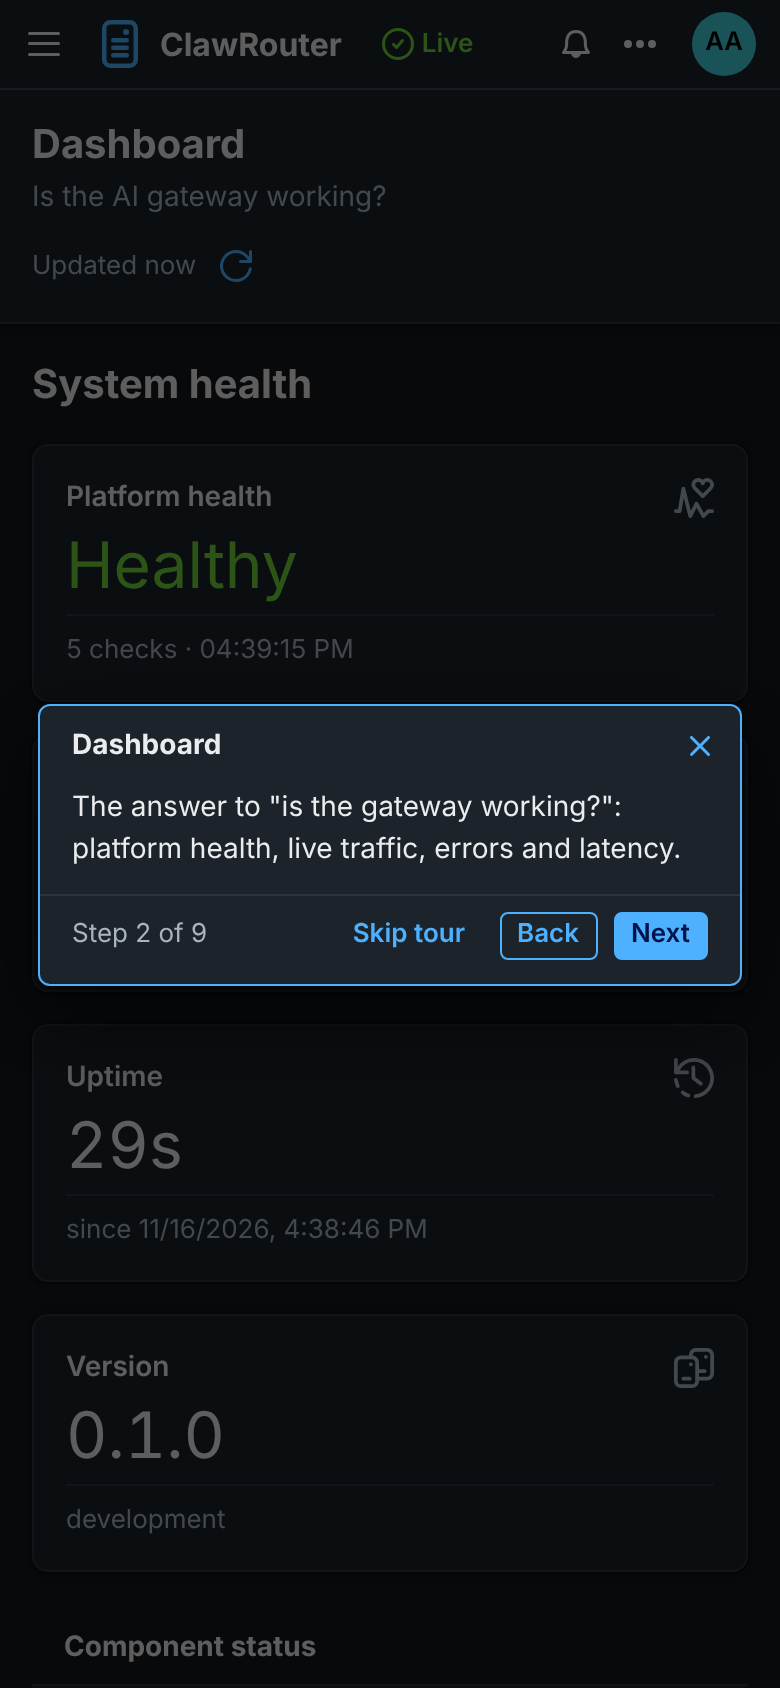 ClawRouter
Live
AA
Dashboard
Is the AI gateway working?
Updated now
System health
Platform health
Healthy
5 checks · 04:39:15 PM
Dashboard
The answer to "is the gateway working?":
platform health, live traffic, errors and latency.
Step 2 of 9
Skip tour
Back
Next
Uptime
29s
since 11/16/2026, 4:38:46 PM
Version
0.1.0
development
Component status